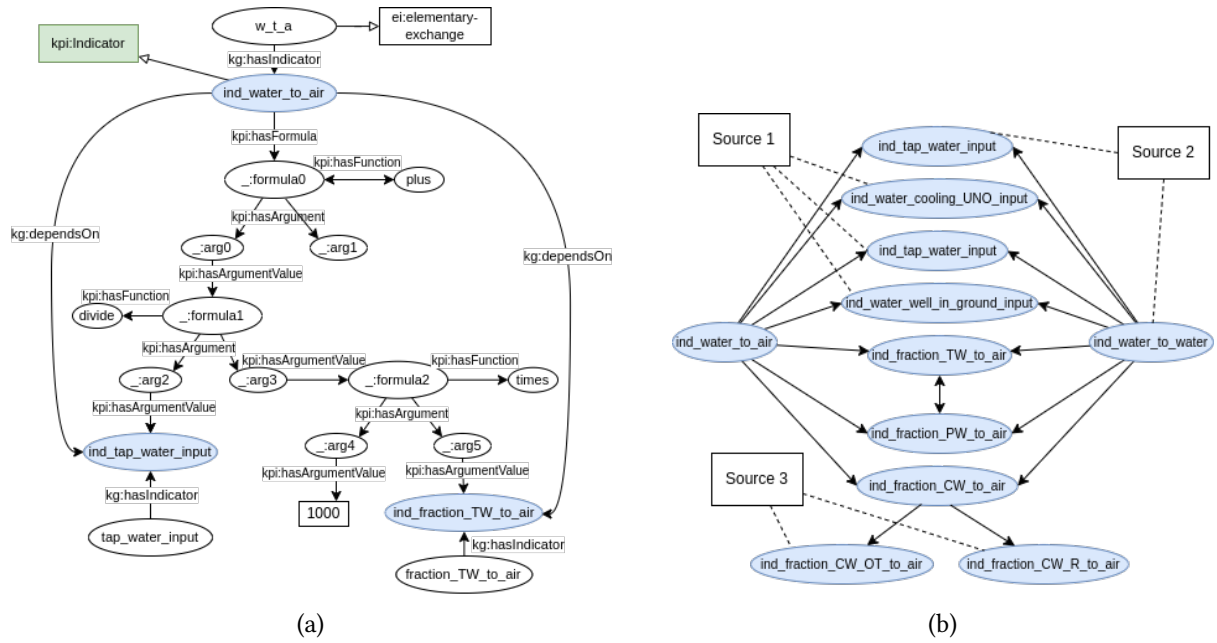 w_t_a
ei:elementary-
exchange
kpi:Indicator
kg:hasIndicator
ind_water_to_air
kpi:hasFormula
kpi:hasFunction
_:formula0
plus
kpi:hasArgument
kg:dependsOn
_:arg0
_:arg1
kg:dependsOn
kpi:hasArgumentValue
kpi:hasFunction
divide
_:formula1
kpi:hasArgument
kpi:hasArgumentValue
kpi:hasFunction
_:arg2
_:arg3
_:formula2
times
kpi:hasArgumentValue
kpi:hasArgument
ind_tap_water_input
_:arg4
_:arg5
kpi:hasArgumentValue
kpi:hasArgumentValue
kg:hasIndicator
1000
ind_fraction_TW_to_air
tap_water_input
kg:hasIndicator
fraction_TW_to_air
(a)
Source 1
ind_tap_water_input
Source 2
ind_water_cooling_UNO_input
ind_tap_water_input
ind_water_well_in_ground_input
ind_water_to_air
ind_water_to_water
ind_fraction_TW_to_air
ind_fraction_PW_to_air
Source 3
ind_fraction_CW_to_air
ind_fraction_CW_OT_to_air
ind_fraction_CW_R_to_air
(b)